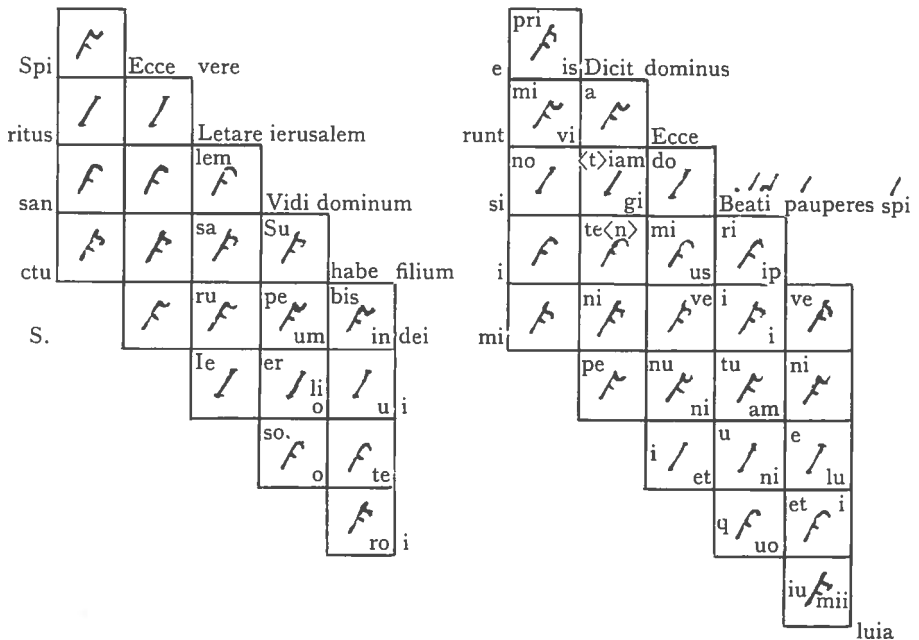 Spi Ecce vere
ritus Letare ierusalem
lem
san Vidi dominum
sa Su
ctu habe filium
ru pe um bis in dei
S.
Ie er li o u i
so. o te
ro i
pri
e is Dicit dominus
mi vi a
runt Ecce
no ⟨t⟩iam gi do
si Beati pauperes spi
te⟨n⟩ mi us ri ip
i
ni ve i i ve
mi
pe nu ni tu am ni
i et u ni e lu
q uo et i
iu mii
luia